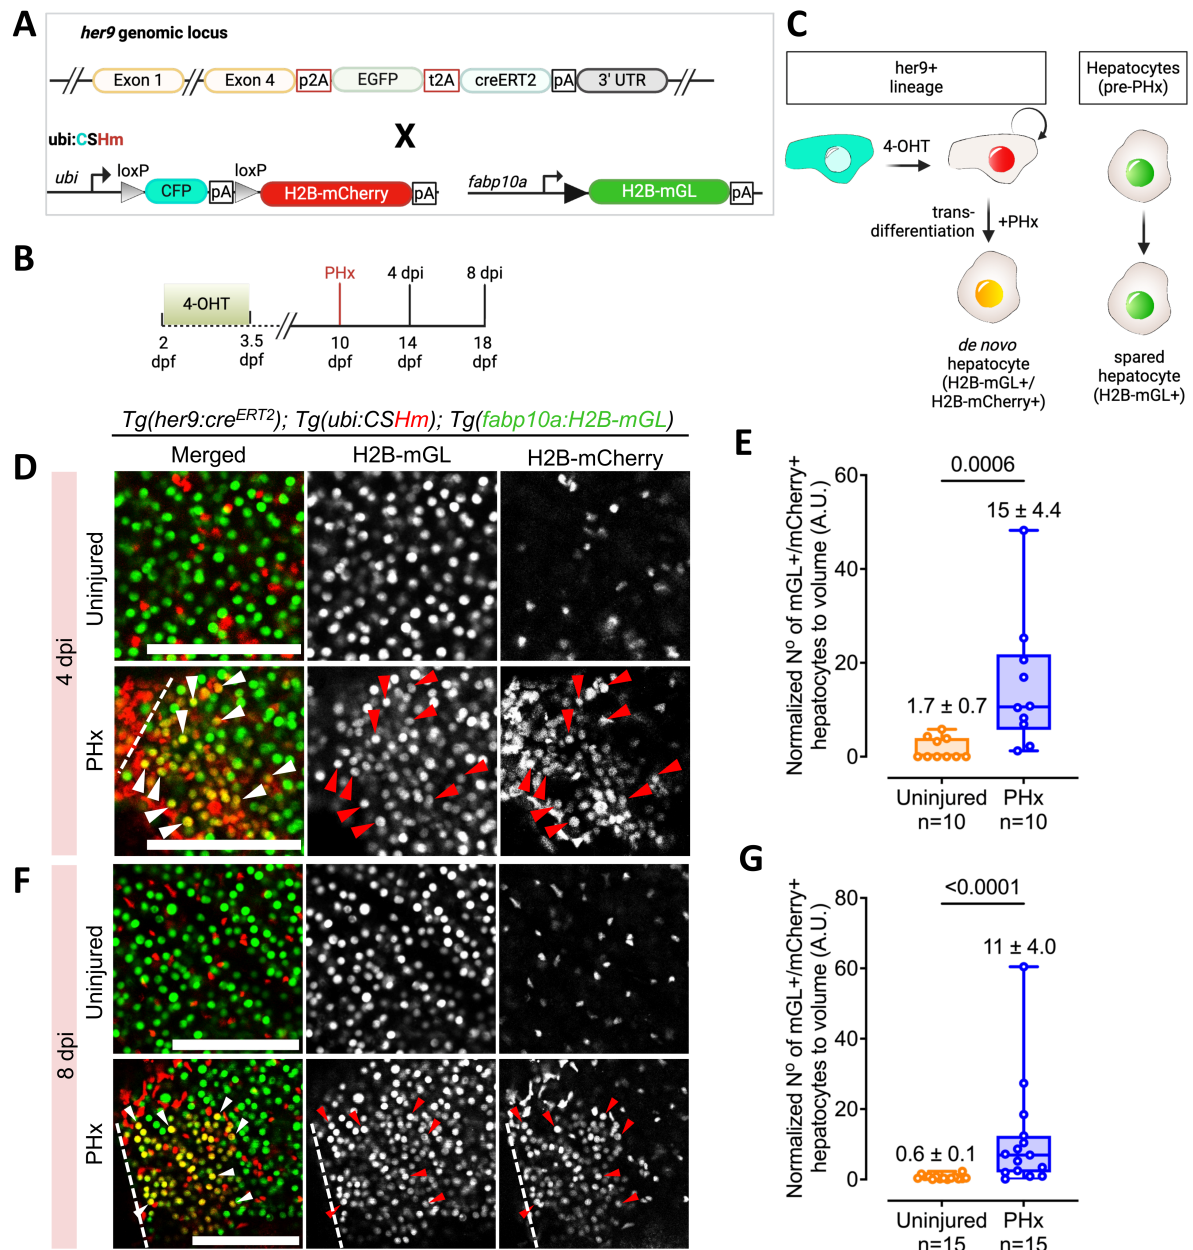 A
her9 genomic locus
Exon 1
Exon 4
p2A
EGFP
t2A
creERT2
pA
3' UTR
X
ubi:CSHm
ubi
loxP
CFP
pA
loxP
H2B-mCherry
pA
fabp10a
H2B-mGL
pA
B
4-OHT
PHx
4 dpi
8 dpi
2
dpf
3.5
dpf
10
dpf
14
dpf
18
dpf
C
her9+
lineage
Hepatocytes
(pre-PHx)
4-OHT
trans-
differentiation
+PHx
de novo
hepatocyte
(H2B-mGL+/
H2B-mCherry+)
spared
hepatocyte
(H2B-mGL+)
Tg(her9:creERT2); Tg(ubi:CSHm); Tg(fabp10a:H2B-mGL)
D
Merged
H2B-mGL
H2B-mCherry
4 dpi
Uninjured
PHx
E
Normalized Nº of mGL+/mCherry+
hepatocytes to volume (A.U.)
60
40
20
0
0.0006
15 ± 4.4
1.7 ± 0.7
Uninjured
n=10
PHx
n=10
F
8 dpi
Uninjured
PHx
G
Normalized Nº of mGL+/mCherry+
hepatocytes to volume (A.U.)
80
60
40
20
0
<0.0001
11 ± 4.0
0.6 ± 0.1
Uninjured
n=15
PHx
n=15